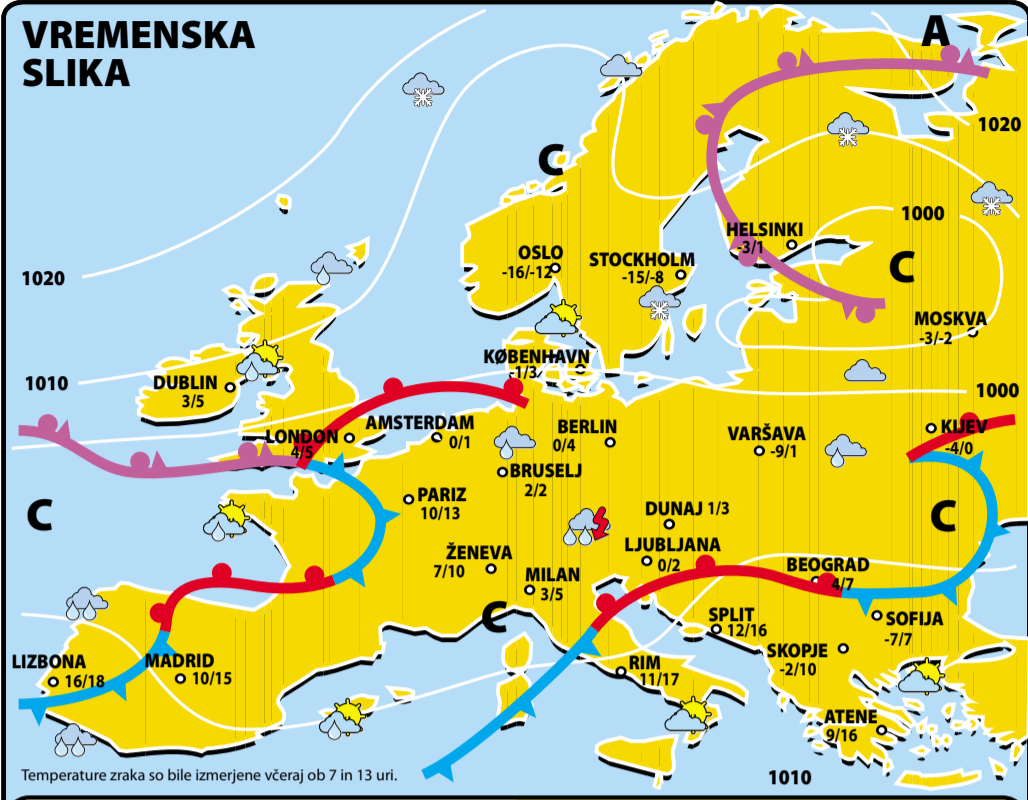 VREMENSKA
SLIKA
A
1020
C
1000
HELSINKI
-3/1
OSLO
-16/-12
STOCKHOLM
-15/-8
C
1020
MOSKVA
-3/-2
KØBENHAVN
-1/3
1010
DUBLIN
3/5
1000
AMSTERDAM
0/1
LONDON
4/5
BERLIN
0/4
VARŠAVA
-9/1
KIJEV
-4/0
BRUSELJ
2/2
PARIZ
10/13
C
DUNAJ 1/3
C
LJUBLJANA
0/2
ŽENEVA
7/10
MILAN
3/5
BEOGRAD
4/7
C
SPLIT
12/16
SOFIJA
-7/7
SKOPJE
-2/10
LIZBONA
16/18
MADRID
10/15
RIM
11/17
ATENE
9/16
Temperature zraka so bile izmerjene včeraj ob 7 in 13 uri.
1010